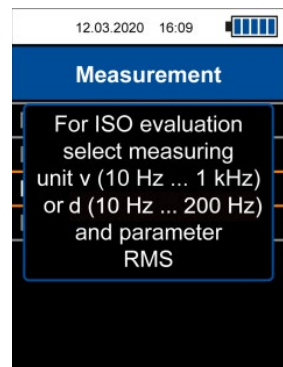 12.03.2020 16:09
Measurement
For ISO evaluation
select measuring
unit v (10 Hz ... 1 kHz)
or d (10 Hz ... 200 Hz)
and parameter
RMS